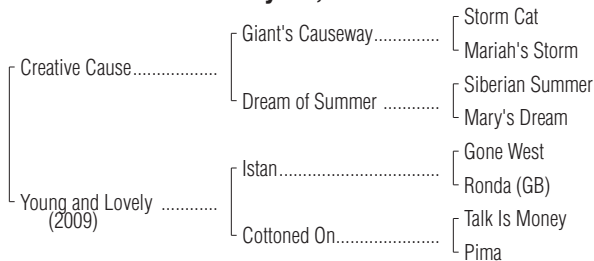 Storm Cat
Giant's Causeway..............
Mariah's Storm
Creative Cause..................
Siberian Summer
Dream of Summer ............
Mary's Dream
Gone West
Istan..................................
Ronda (GB)
Young and Lovely ............
(2009)
Talk Is Money
Cottoned On......................
Pima